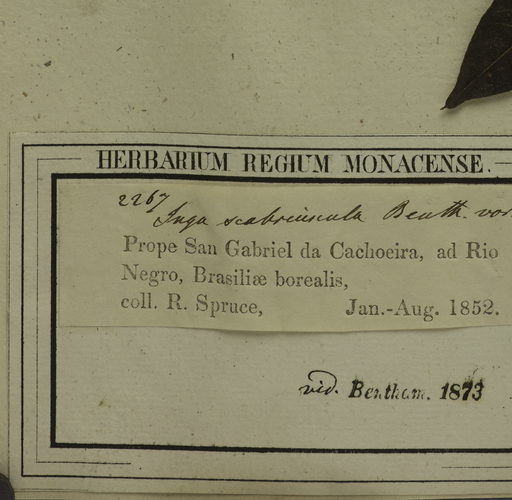 HERBARIUM REGIUM MONACENSE.
2267
Inga scabriuscula Benth. var
Prope San Gabriel da Cachoeira, ad Rio
Negro, Brasiliæ borealis,
coll. R. Spruce, Jan.-Aug. 1852.
vid. Bentham. 1873